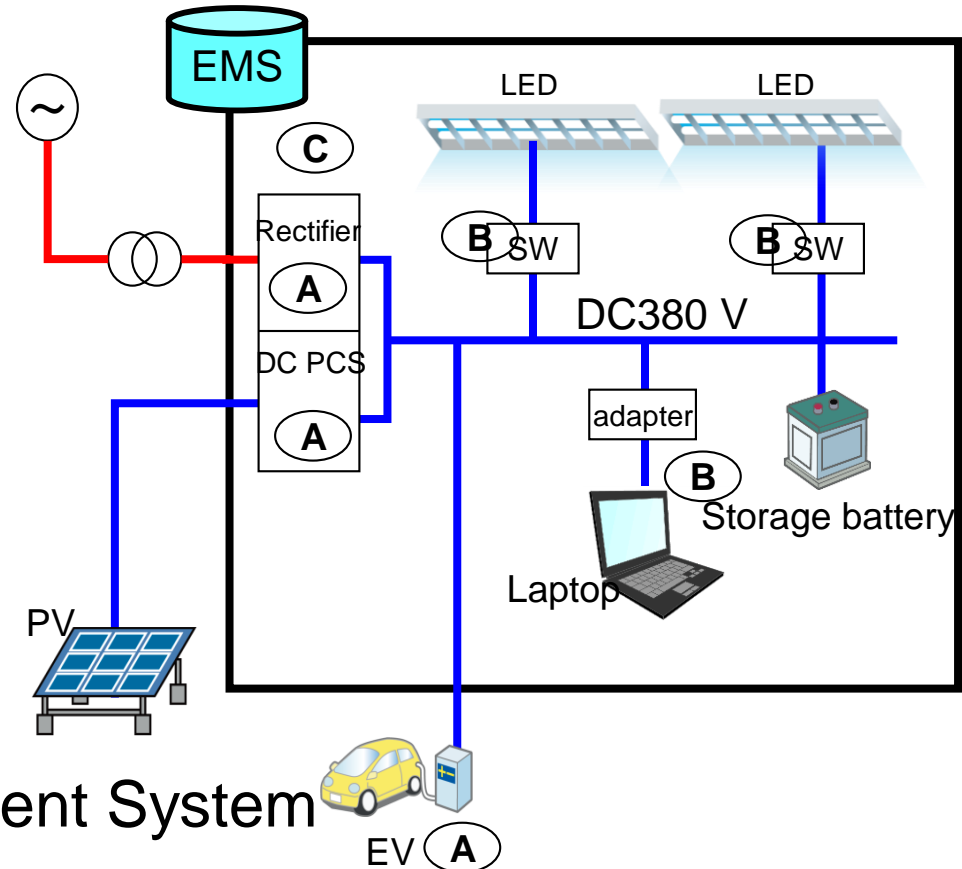 EMS
LED
LED
~
C
Rectifier
A
B
SW
B
SW
DC380 V
DC PCS
A
adapter
B
Storage battery
Laptop
PV
ent System
EV
A